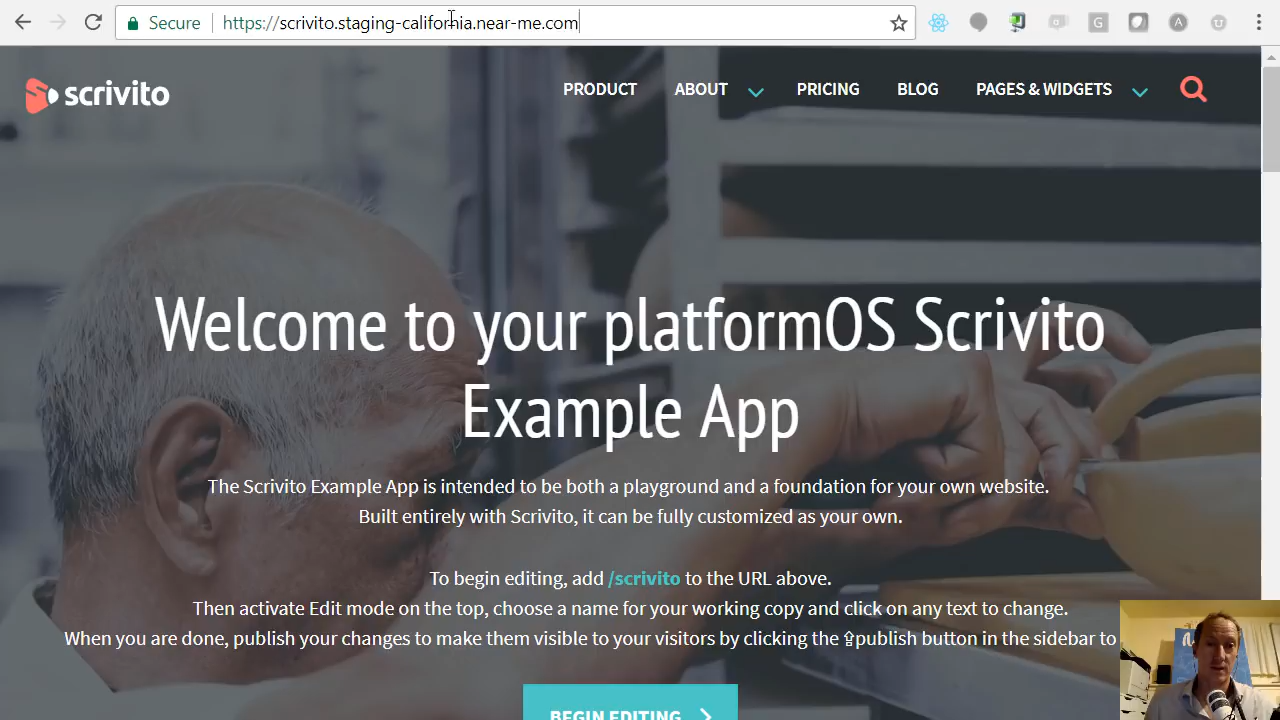 Secure https://scrivito.staging-california.near-me.com
scrivito PRODUCT ABOUT PRICING BLOG PAGES & WIDGETS
Welcome to your platformOS Scrivito
Example App
The Scrivito Example App is intended to be both a playground and a foundation for your own website.
Built entirely with Scrivito, it can be fully customized as your own.
To begin editing, add /scrivito to the URL above.
Then activate Edit mode on the top, choose a name for your working copy and click on any text to change.
When you are done, publish your changes to make them visible to your visitors by clicking the ⇪publish button in the sidebar to
BEGIN EDITING